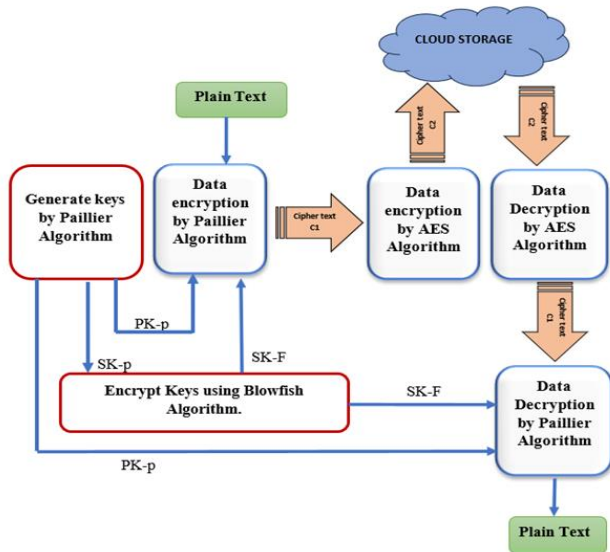 CLOUD STORAGE
Plain Text
Cipher text
C2
Cipher text
C2
Generate keys
by Paillier
Algorithm
Data
encryption
by Paillier
Algorithm
Cipher text
C1
Data
encryption
by AES
Algorithm
Data
Decryption
by AES
Algorithm
Cipher text
C1
PK-p
SK-p
SK-F
Encrypt Keys using Blowfish
Algorithm.
SK-F
Data
Decryption
by Paillier
Algorithm
PK-p
Plain Text